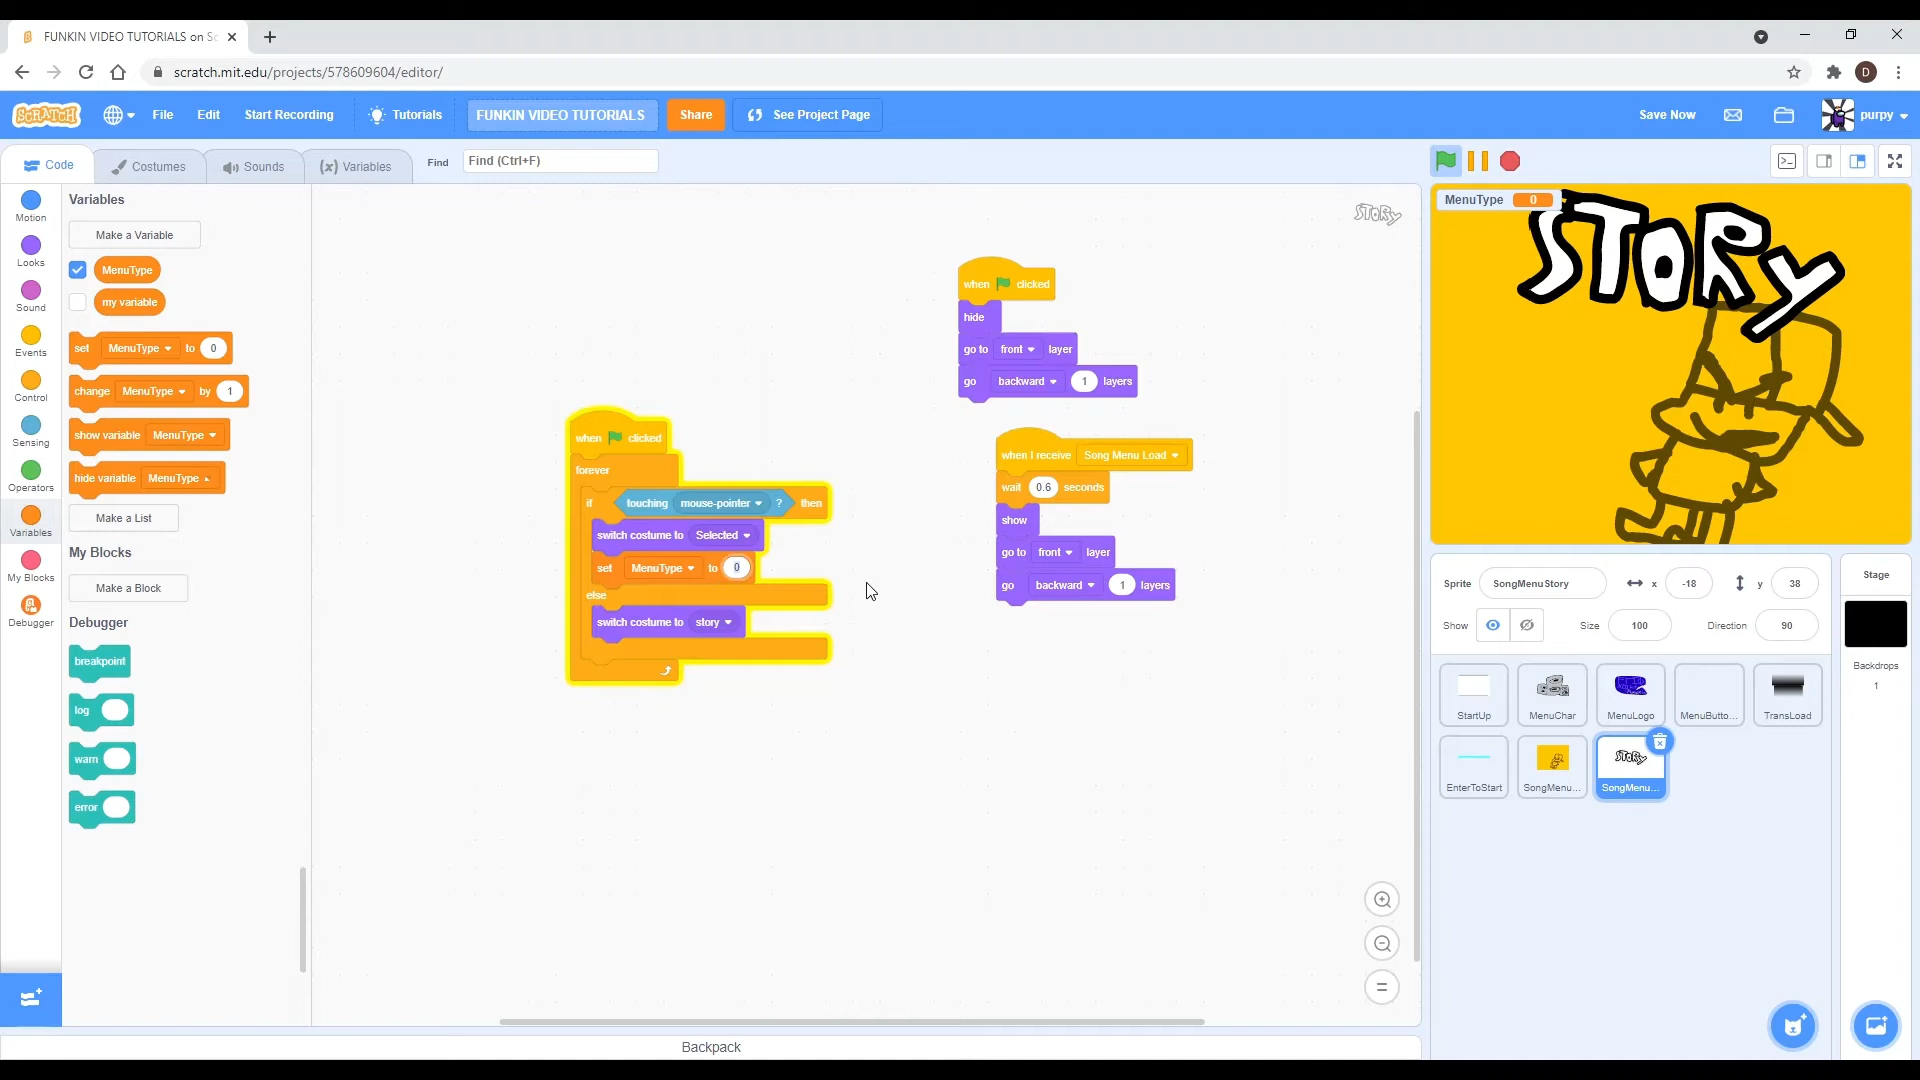 FUNKIN VIDEO TUTORIALS on Sc
scratch.mit.edu/projects/578609604/editor/
D
SCRATCH
File
Edit
Start Recording
Tutorials
FUNKIN VIDEO TUTORIALS
Share
See Project Page
Save Now
purpy
Code
Costumes
Sounds
(x) Variables
Find
Find (Ctrl+F)
Motion
Looks
Sound
Events
Control
Sensing
Operators
Variables
My Blocks
Debugger
Variables
Make a Variable
MenuType
my variable
set MenuType to 0
change MenuType by 1
show variable MenuType
hide variable MenuType
Make a List
My Blocks
Make a Block
Debugger
breakpoint
log
warn
error
when clicked
forever
if touching mouse-pointer ? then
switch costume to Selected
set MenuType to 0
else
switch costume to story
when clicked
hide
go to front layer
go backward 1 layers
when I receive Song Menu Load
wait 0.6 seconds
show
go to front layer
go backward 1 layers
STORY
MenuType 0
STORY
Sprite SongMenuStory x -18 y 38
Show Size 100 Direction 90
StartUp
MenuChar
MenuLogo
MenuButto...
TransLoad
EnterToStart
SongMenu...
STORY
SongMenu...
Stage
Backdrops
1
Backpack